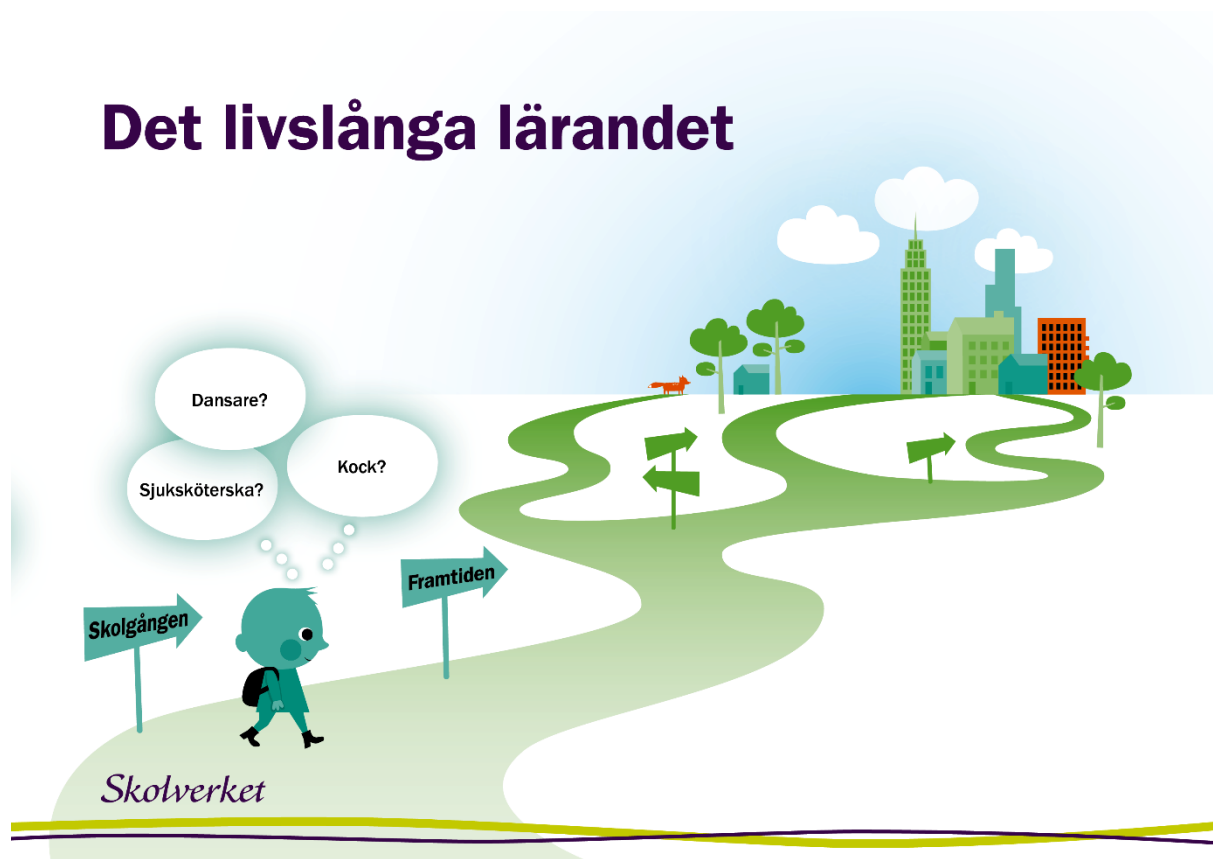 Det livslånga lärandet
Dansare?
Kock?
Sjuksköterska?
Framtiden
Skolgången
Skolverket